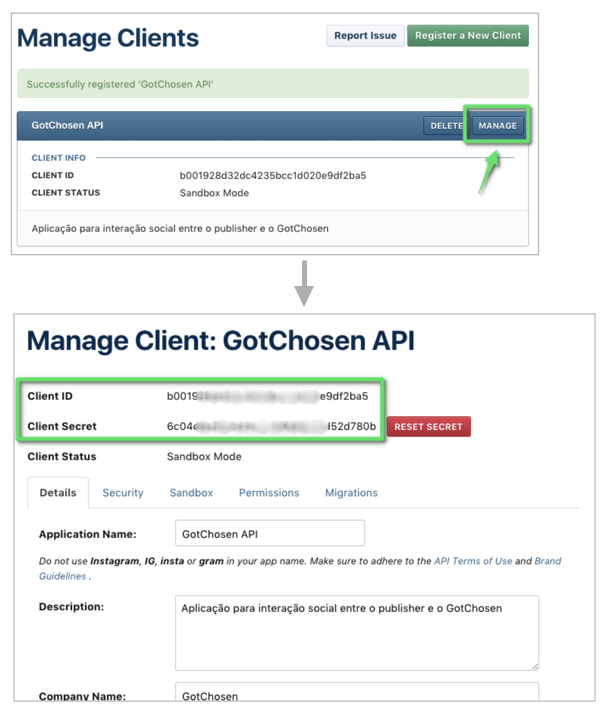 Manage Clients
Report Issue
Register a New Client
Successfully registered 'GotChosen API'
GotChosen API
DELETE
MANAGE
CLIENT INFO
CLIENT ID b001928d32dc4235bcc1d020e9df2ba5
CLIENT STATUS Sandbox Mode
Aplicação para interação social entre o publisher e o GotChosen
Manage Client: GotChosen API
Client ID b0019 e9df2ba5
Client Secret 6c04 52d780b RESET SECRET
Client Status Sandbox Mode
Details Security Sandbox Permissions Migrations
Application Name: GotChosen API
Do not use Instagram, IG, insta or gram in your app name. Make sure to adhere to the API Terms of Use and Brand
Guidelines .
Description: Aplicação para interação social entre o publisher e o GotChosen
Company Name: GotChosen